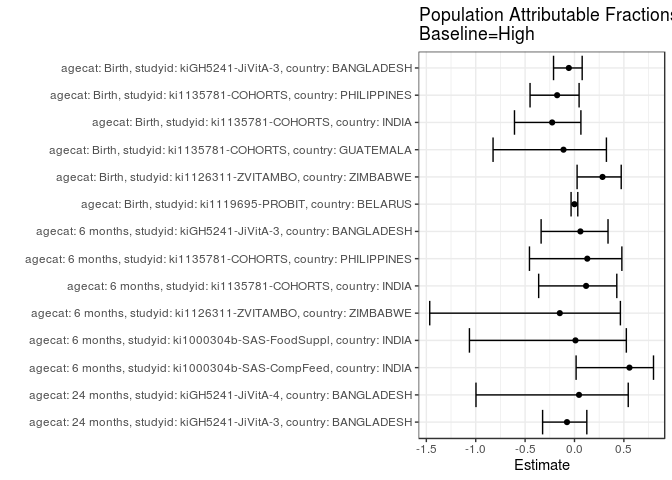 Population Attributable Fractions
Baseline=High
agecat: Birth, studyid: kiGH5241-JiVitA-3, country: BANGLADESH
agecat: Birth, studyid: ki1135781-COHORTS, country: PHILIPPINES
agecat: Birth, studyid: ki1135781-COHORTS, country: INDIA
agecat: Birth, studyid: ki1135781-COHORTS, country: GUATEMALA
agecat: Birth, studyid: ki1126311-ZVITAMBO, country: ZIMBABWE
agecat: Birth, studyid: ki1119695-PROBIT, country: BELARUS
agecat: 6 months, studyid: kiGH5241-JiVitA-3, country: BANGLADESH
agecat: 6 months, studyid: ki1135781-COHORTS, country: PHILIPPINES
agecat: 6 months, studyid: ki1135781-COHORTS, country: INDIA
agecat: 6 months, studyid: ki1126311-ZVITAMBO, country: ZIMBABWE
agecat: 6 months, studyid: ki1000304b-SAS-FoodSuppl, country: INDIA
agecat: 6 months, studyid: ki1000304b-SAS-CompFeed, country: INDIA
agecat: 24 months, studyid: kiGH5241-JiVitA-4, country: BANGLADESH
agecat: 24 months, studyid: kiGH5241-JiVitA-3, country: BANGLADESH
-1.5 -1.0 -0.5 0.0 0.5
Estimate